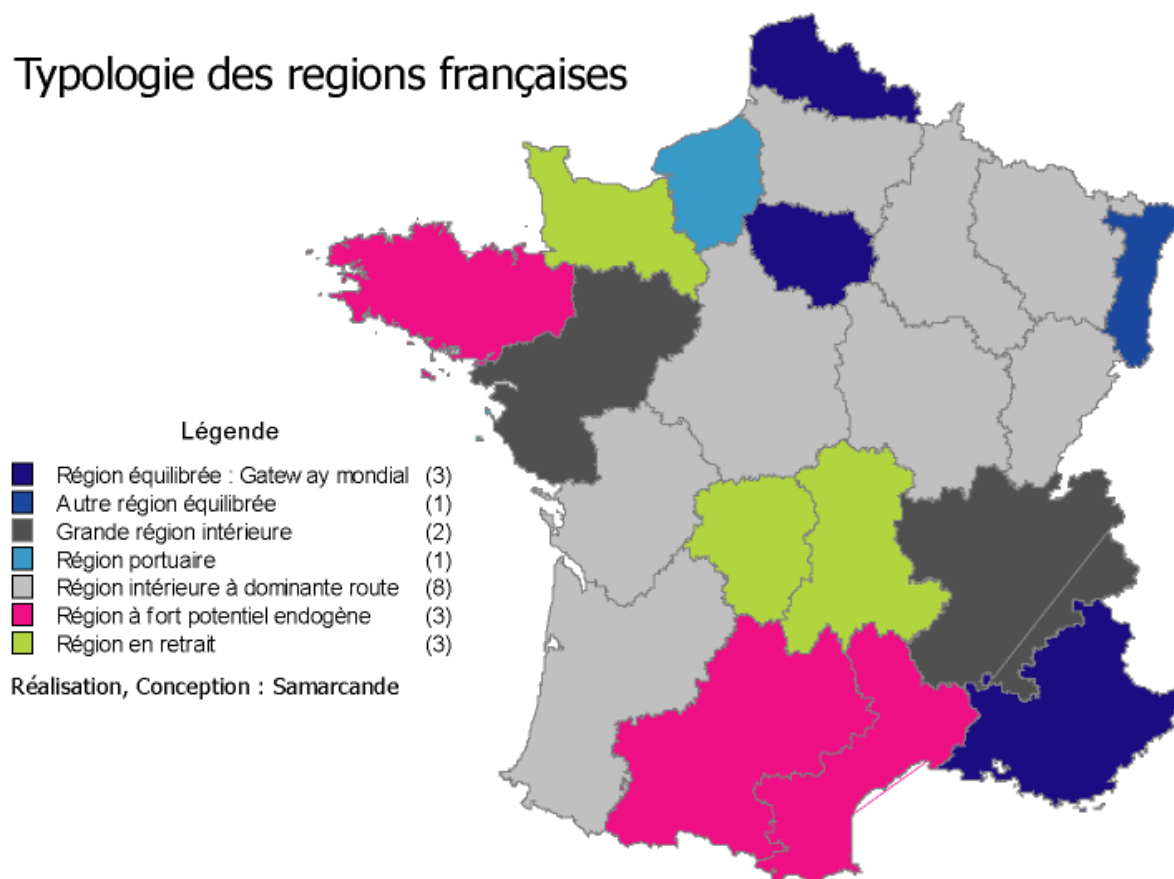 Typologie des regions françaises
Légende
Région équilibrée : Gatew ay mondial (3)
Autre région équilibrée (1)
Grande région intérieure (2)
Région portuaire (1)
Région intérieure à dominante route (8)
Région à fort potentiel endogène (3)
Région en retrait (3)
Réalisation, Conception : Samarcande